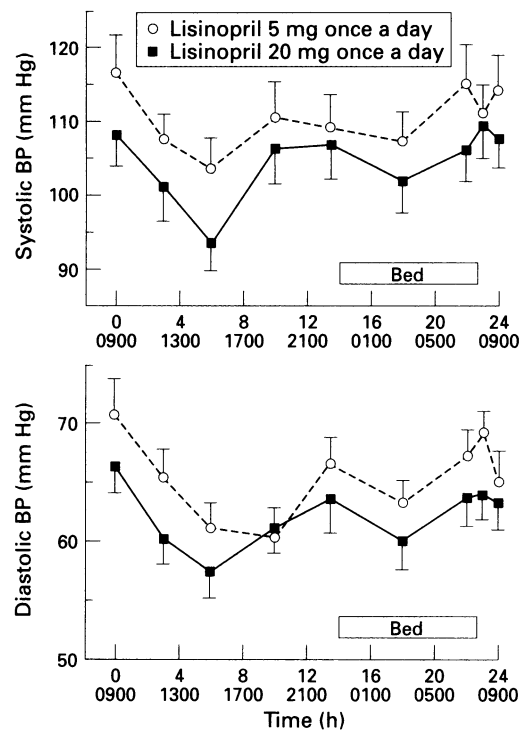 Lisinopril 5 mg once a day
Lisinopril 20 mg once a day
Systolic BP (mm Hg)
120
110
100
90
Bed
0 4 8 12 16 20 24
0900 1300 1700 2100 0100 0500 0900
Diastolic BP (mm Hg)
70
60
50
Bed
0 4 8 12 16 20 24
0900 1300 1700 2100 0100 0500 0900
Time (h)